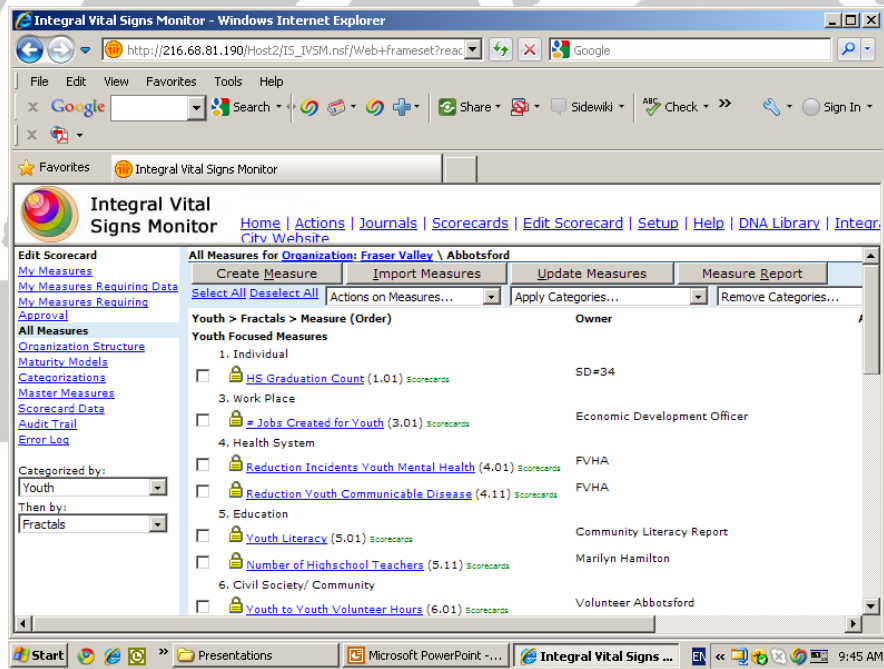 Integral Vital Signs Monitor - Windows Internet Explorer
http://216.68.81.190/Host2/IS_IVSM.nsf/Web+frameset?reac
Google
File Edit View Favorites Tools Help
x Google Search Share Sidewiki ABC Check » Sign In
x
Favorites Integral Vital Signs Monitor
Integral Vital
Signs Monitor
Home | Actions | Journals | Scorecards | Edit Scorecard | Setup | Help | DNA Library | Integr
City Website
Edit Scorecard
My Measures
My Measures Requiring Data
My Measures Requiring
Approval
All Measures
Organization Structure
Maturity Models
Categorizations
Master Measures
Scorecard Data
Audit Trail
Error Log
Categorized by:
Youth
Then by:
Fractals
All Measures for Organization: Fraser Valley \ Abbotsford
Create Measure Import Measures Update Measures Measure Report
Select All Deselect All Actions on Measures... Apply Categories... Remove Categories...
Youth > Fractals > Measure (Order) Owner
Youth Focused Measures
1. Individual
HS Graduation Count (1.01) Scorecards SD#34
3. Work Place
# Jobs Created for Youth (3.01) Scorecards Economic Development Officer
4. Health System
Reduction Incidents Youth Mental Health (4.01) Scorecards FVHA
Reduction Youth Communicable Disease (4.11) Scorecards FVHA
5. Education
Youth Literacy (5.01) Scorecards Community Literacy Report
Number of Highschool Teachers (5.11) Scorecards Marilyn Hamilton
6. Civil Society/ Community
Youth to Youth Volunteer Hours (6.01) Scorecards Volunteer Abbotsford
Start » Presentations Microsoft PowerPoint -... Integral Vital Signs ... EN « 9:45 AM